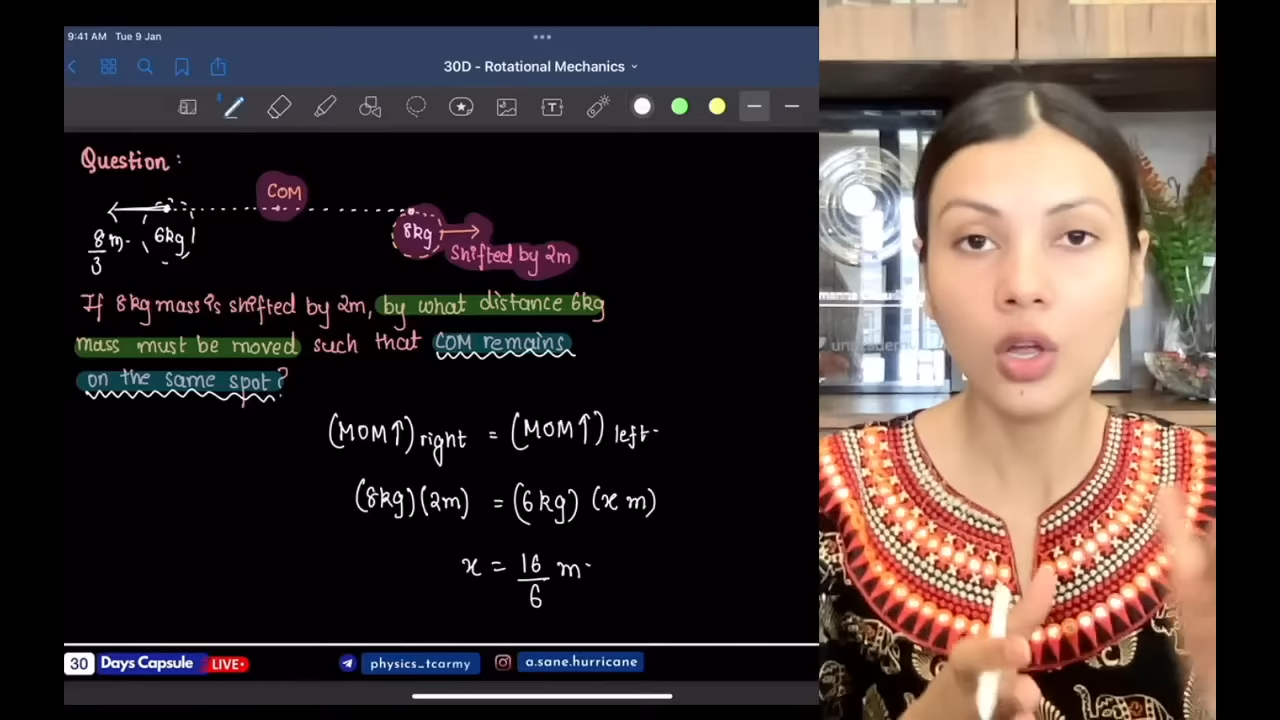 9:41 AM Tue 9 Jan
30D - Rotational Mechanics
Question:
COM
8/3 m. 6kg 8kg
shifted by 2m
If 8kg mass is shifted by 2m, by what distance 6kg
mass must be moved such that COM remains
on the same spot?
(MOM↑) right = (MOM↑) left
(8kg)(2m) = (6kg) (x m)
x = 16/6 m
30 Days Capsule LIVE
physics_tcarmy
a.sane.hurricane